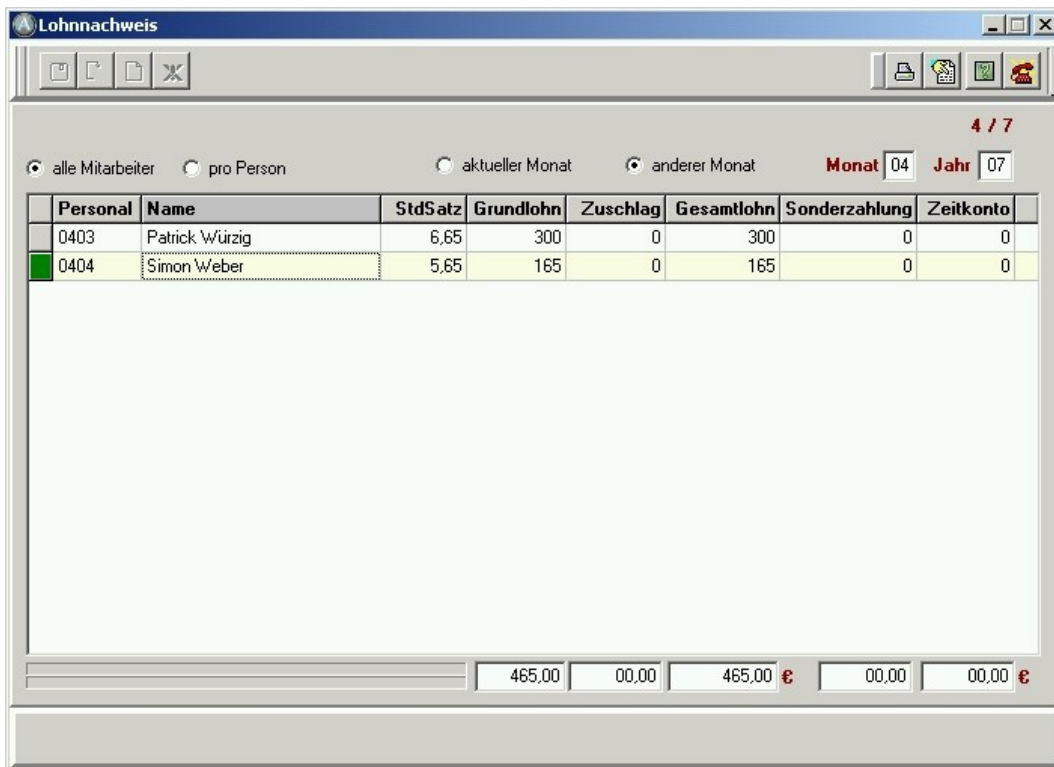 Lohnnachweis
4 / 7
alle Mitarbeiter pro Person aktueller Monat anderer Monat Monat 04 Jahr 07
Personal Name StdSatz Grundlohn Zuschlag Gesamtlohn Sonderzahlung Zeitkonto
0403 Patrick Würzig 6,65 300 0 300 0 0
0404 Simon Weber 5,65 165 0 165 0 0
465,00 00,00 465,00 € 00,00 00,00 €